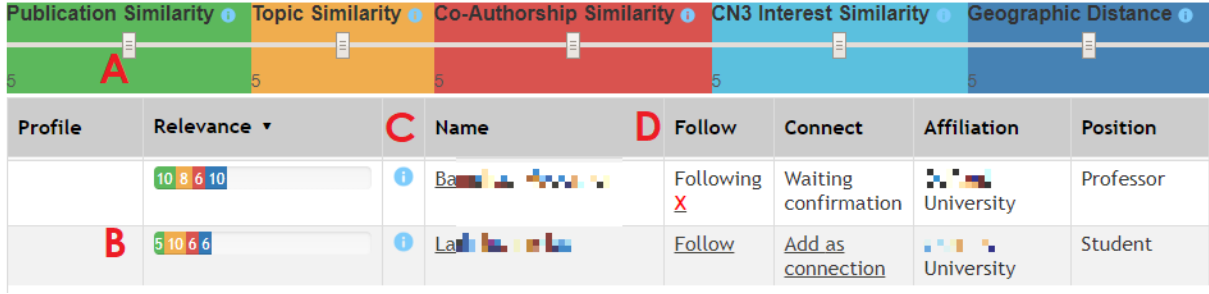 Publication Similarity i Topic Similarity i Co-Authorship Similarity i CN3 Interest Similarity i Geographic Distance i
A
5 5 5 5 5
Profile Relevance ▼ C Name D Follow Connect Affiliation Position
10 8 6 10 i Ba Following Waiting Professor
X confirmation University
B 5 10 6 6 i La Follow Add as Student
connection University